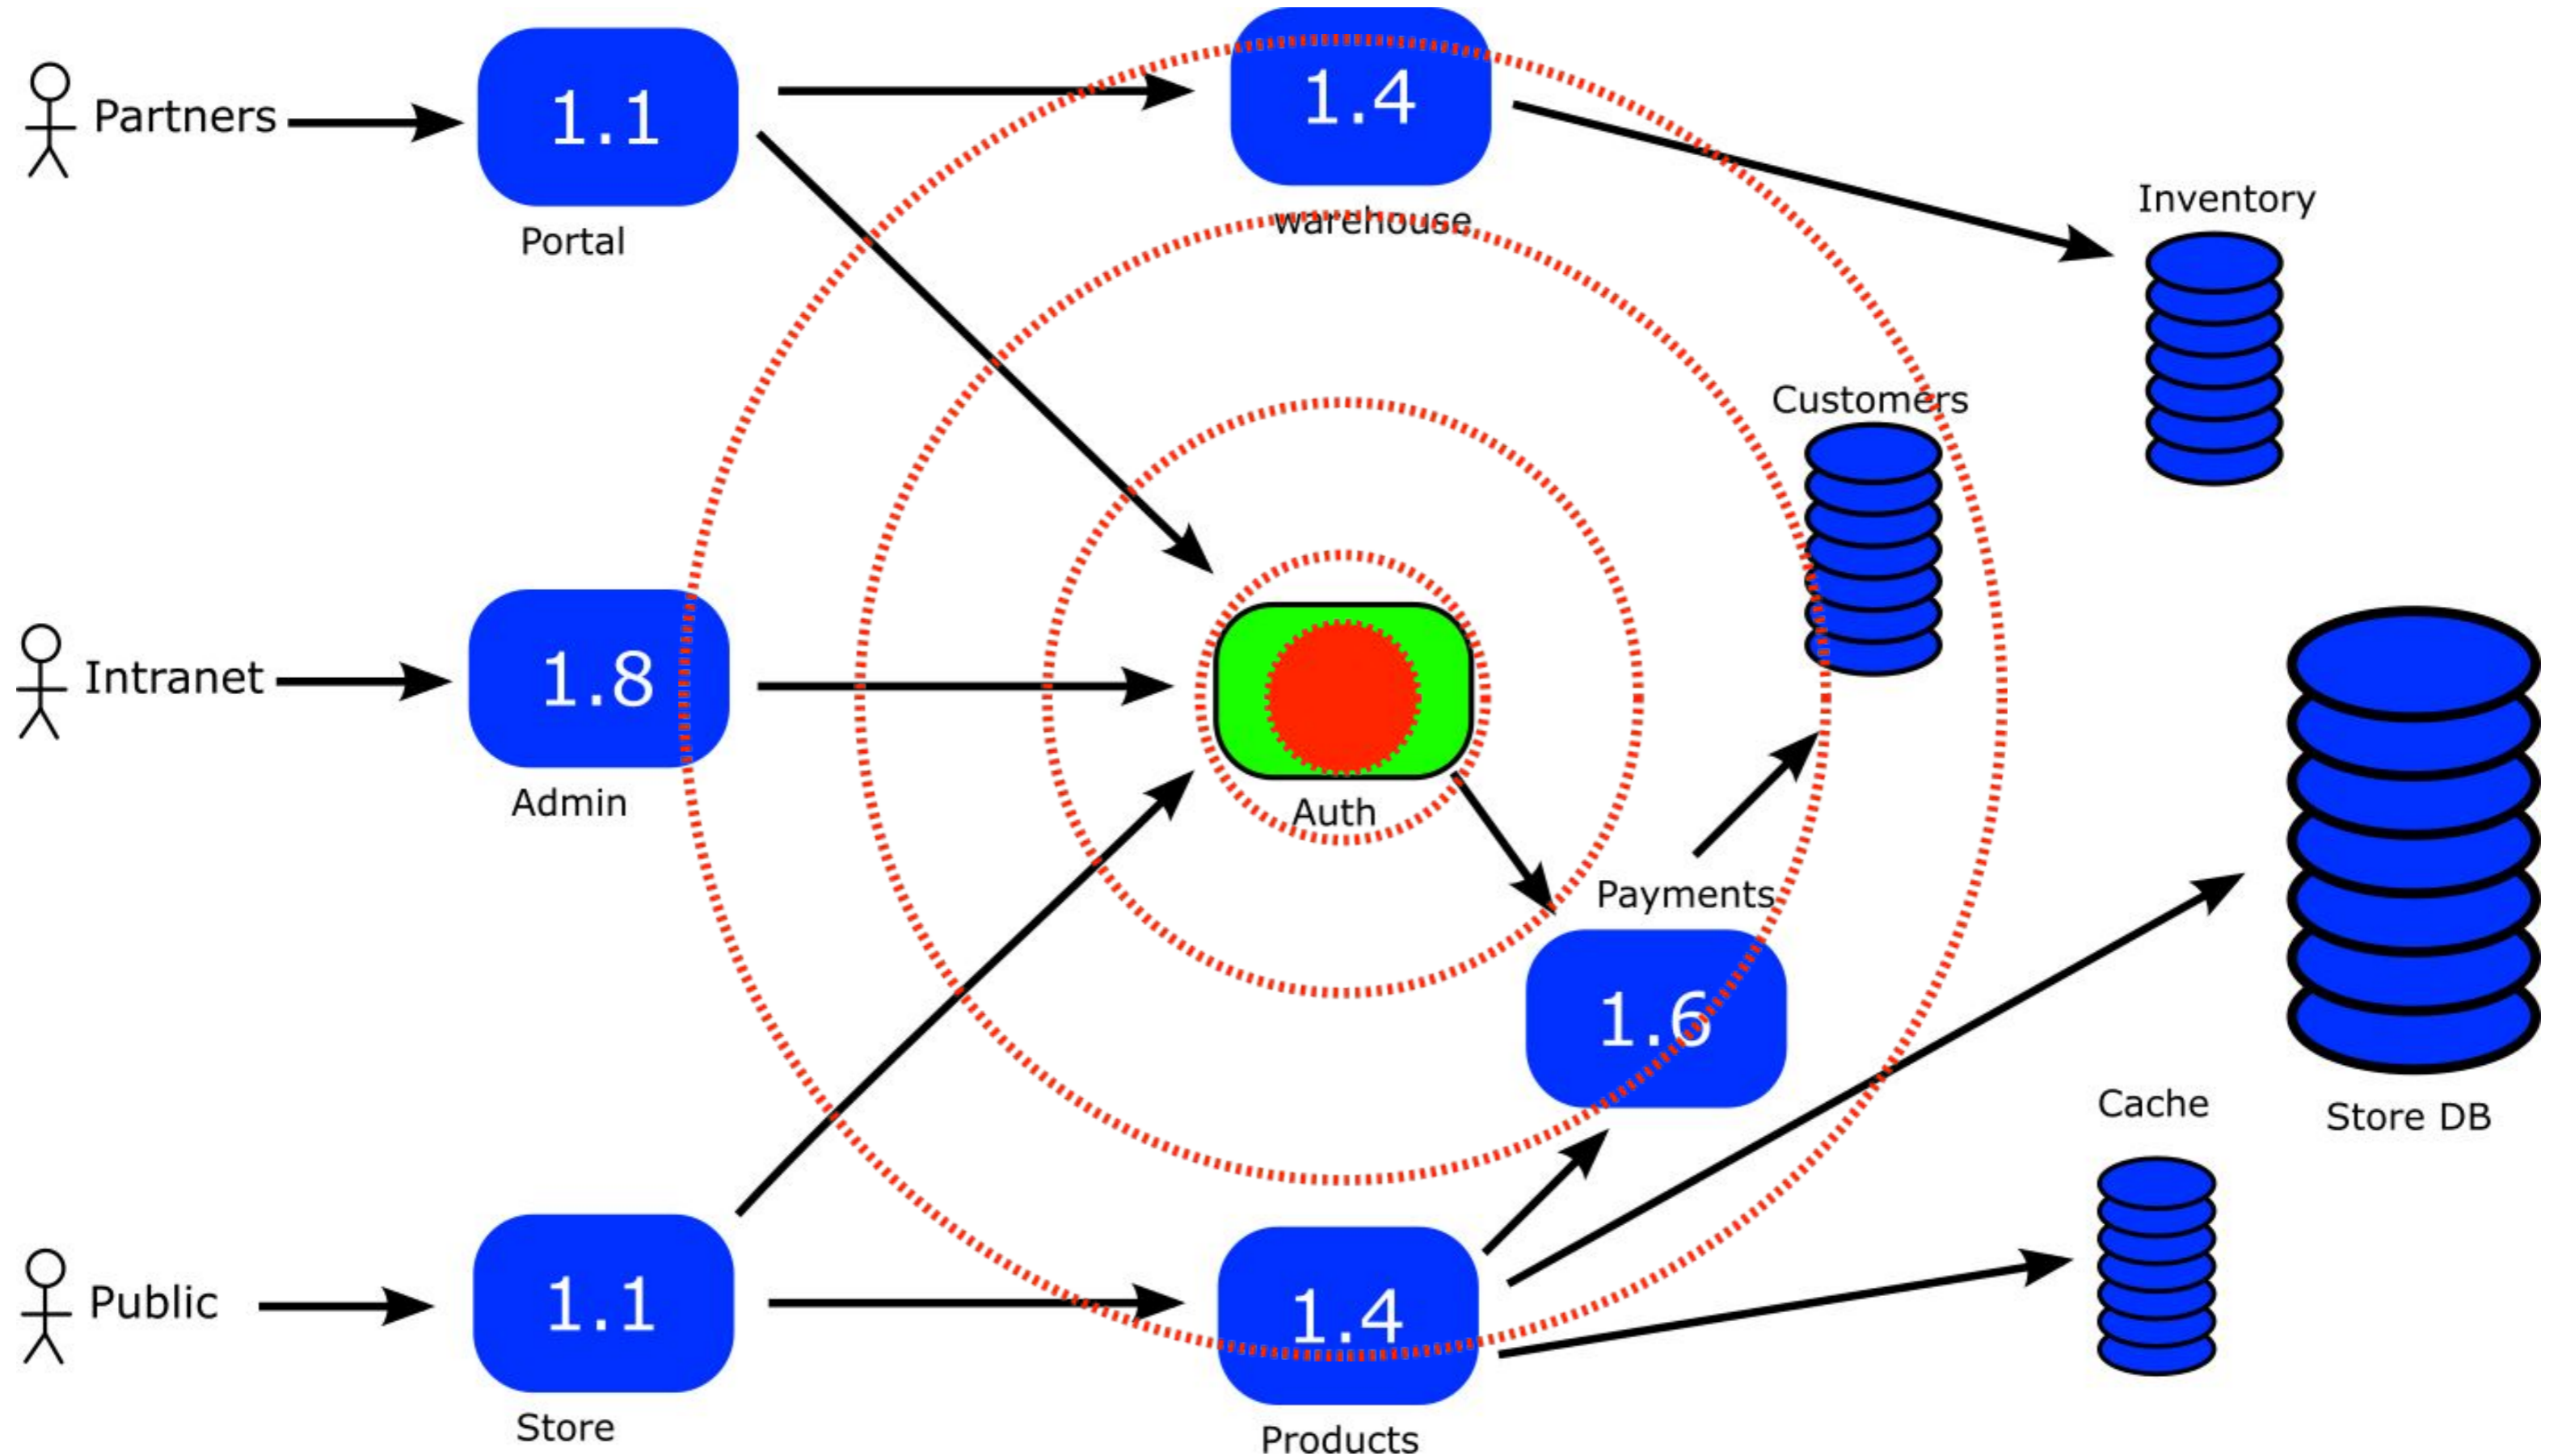 Partners
1.1
Portal
1.4
warehouse
Inventory
Customers
Intranet
1.8
Admin
Auth
Payments
1.6
Store DB
Cache
Public
1.1
Store
1.4
Products